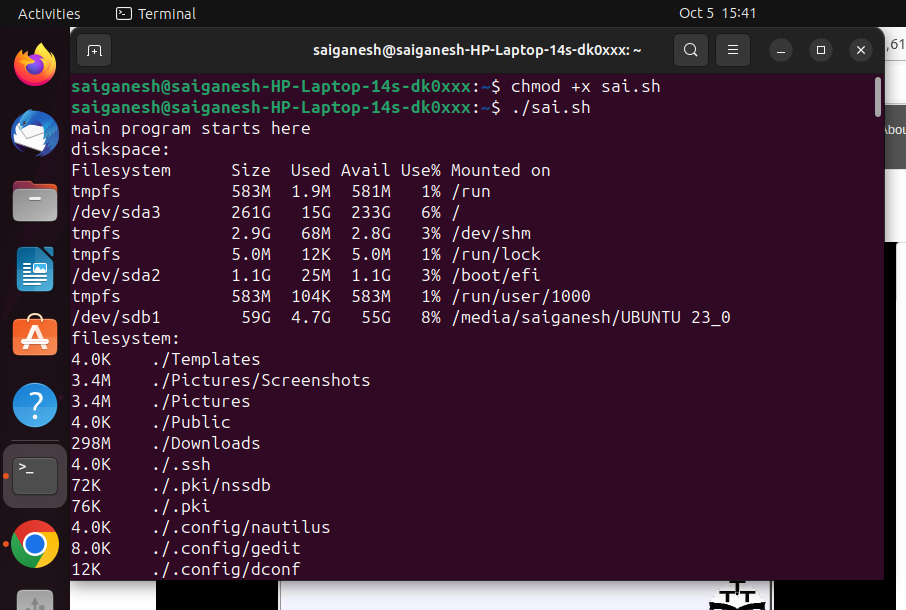 Activities
Terminal
Oct 5 15:41
saiganesh@saiganesh-HP-Laptop-14s-dk0xxx: ~
,61
saiganesh@saiganesh-HP-Laptop-14s-dk0xxx:~$ chmod +x sai.sh
saiganesh@saiganesh-HP-Laptop-14s-dk0xxx:~$ ./sai.sh
main program starts here
diskspace:
Filesystem      Size  Used Avail Use% Mounted on
tmpfs           583M  1.9M  581M   1% /run
/dev/sda3       261G   15G  233G   6% /
tmpfs           2.9G   68M  2.8G   3% /dev/shm
tmpfs           5.0M   12K  5.0M   1% /run/lock
/dev/sda2       1.1G   25M  1.1G   3% /boot/efi
tmpfs           583M  104K  583M   1% /run/user/1000
/dev/sdb1        59G  4.7G   55G   8% /media/saiganesh/UBUNTU 23_0
filesystem:
4.0K    ./Templates
3.4M    ./Pictures/Screenshots
3.4M    ./Pictures
4.0K    ./Public
298M    ./Downloads
4.0K    ./.ssh
72K     ./.pki/nssdb
76K     ./.pki
4.0K    ./.config/nautilus
8.0K    ./.config/gedit
12K     ./.config/dconf